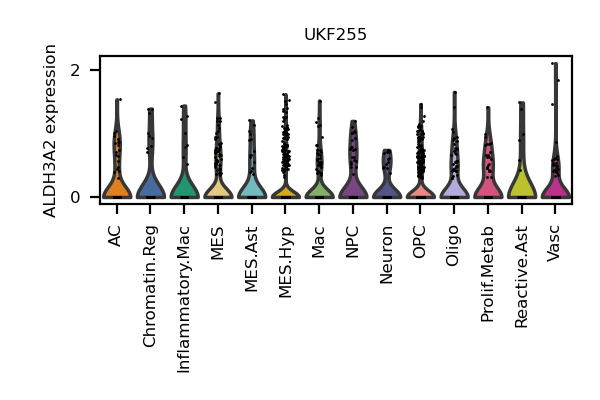 UKF255
ALDH3A2 expression
2
0
AC
Chromatin.Reg
Inflammatory.Mac
MES
MES.Ast
MES.Hyp
Mac
NPC
Neuron
OPC
Oligo
Prolif.Metab
Reactive.Ast
Vasc